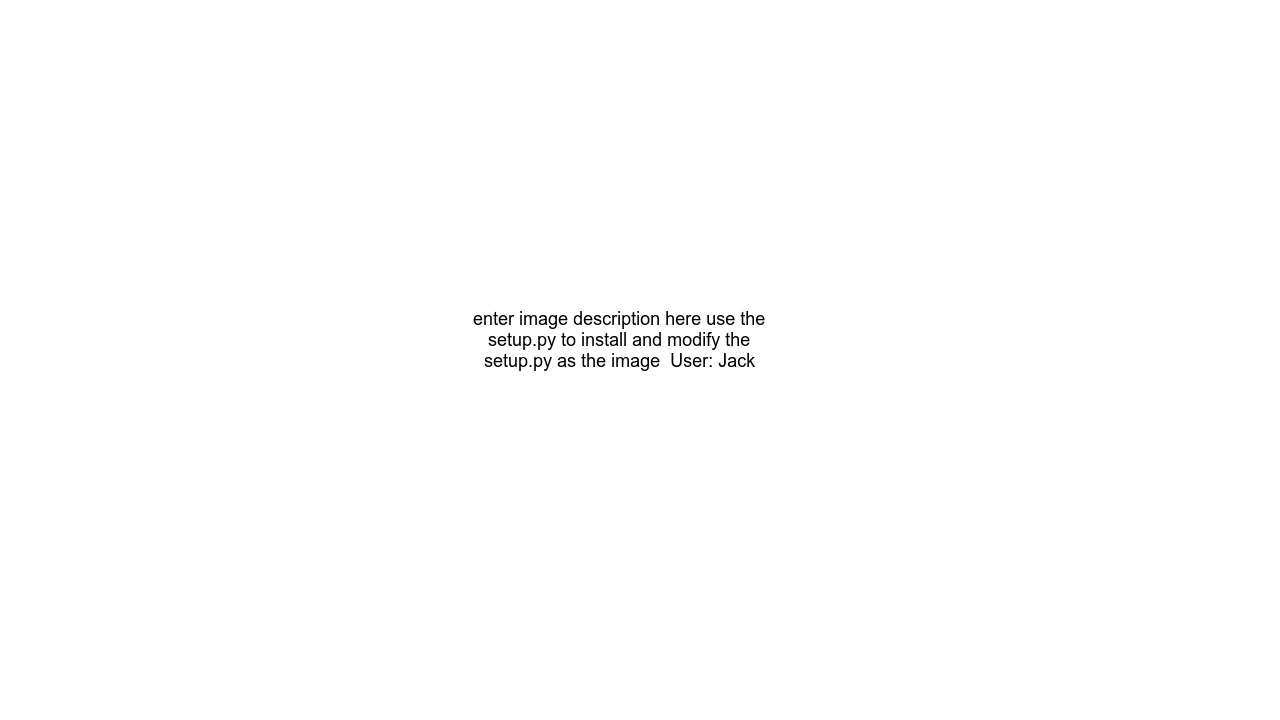 enter image description here use the
setup.py to install and modify the
setup.py as the image  User: Jack